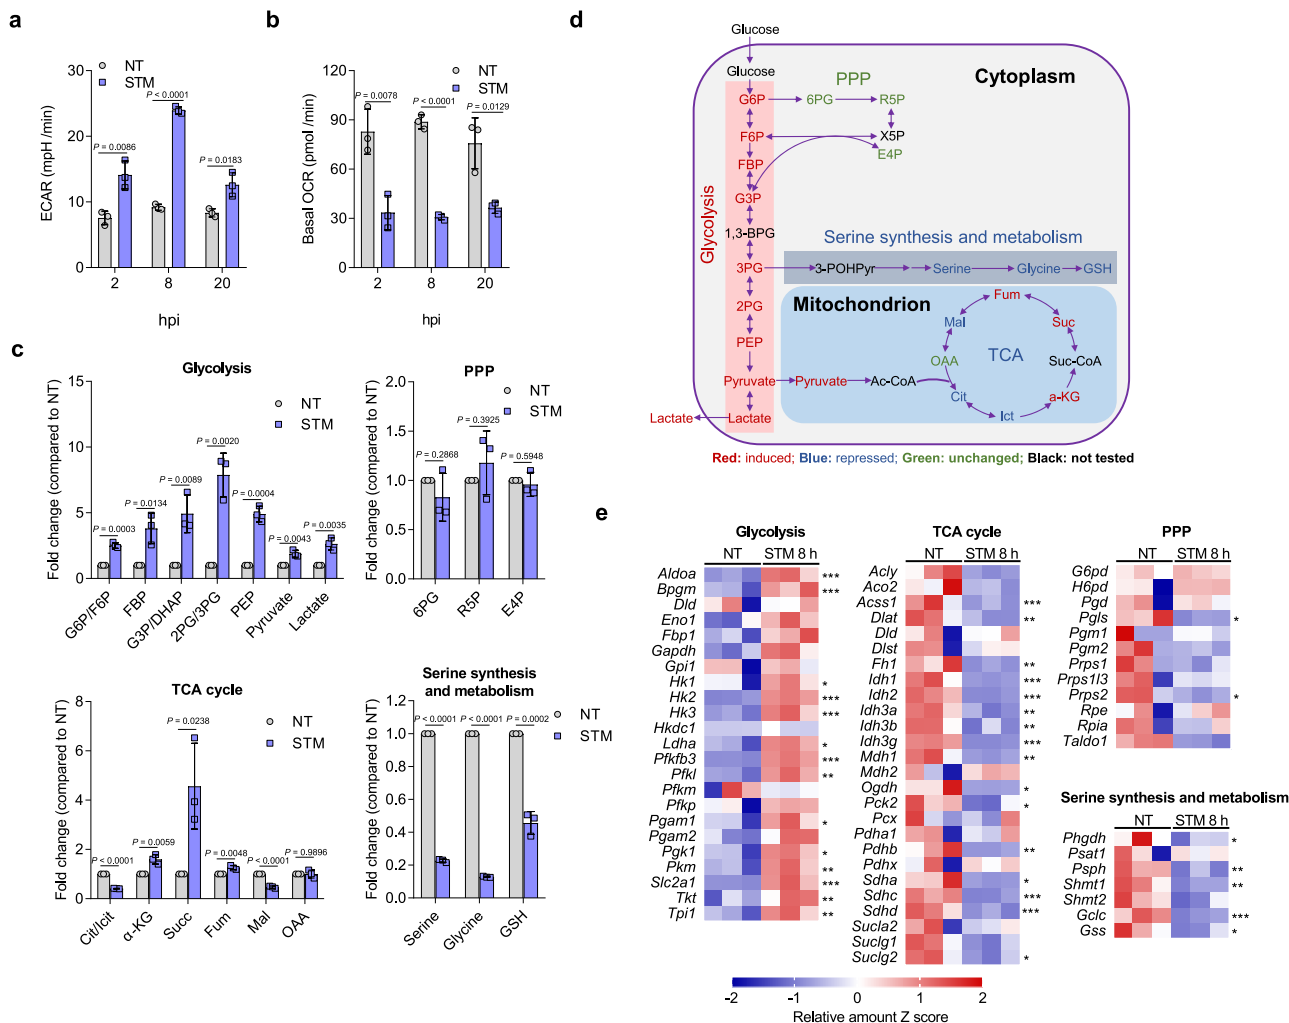 a
ECAR (mpH /min)
30
20
10
0
NT
STM
P < 0.0001
P = 0.0086
P = 0.0183
2 8 20
hpi
b
Basal OCR (pmol /min)
120
90
60
30
0
NT
STM
P = 0.0078
P < 0.0001
P = 0.0129
2 8 20
hpi
c
Glycolysis
Fold change (compared to NT)
15
10
5
0
NT
STM
P = 0.0003
P = 0.0134
P = 0.0089
P = 0.0020
P = 0.0004
P = 0.0043
P = 0.0035
G6P/F6P
FBP
G3P/DHAP
2PG/3PG
PEP
Pyruvate
Lactate
PPP
Fold change (compared to NT)
2.0
1.5
1.0
0.5
0.0
NT
STM
P = 0.2868
P = 0.3925
P = 0.5948
6PG
R5P
E4P
TCA cycle
Fold change (compared to NT)
8
6
4
2
0
NT
STM
P < 0.0001
P = 0.0059
P = 0.0238
P = 0.0048
P < 0.0001
P = 0.9896
Cit/Icit
α-KG
Succ
Fum
Mal
OAA
Serine synthesis
and metabolism
Fold change (compared to NT)
1.2
1.0
0.8
0.6
0.4
0.2
0.0
NT
STM
P < 0.0001
P < 0.0001
P = 0.0002
Serine
Glycine
GSH
d
Glucose
Glucose
Cytoplasm
PPP
G6P
6PG
R5P
F6P
X5P
E4P
FBP
G3P
Glycolysis
1,3-BPG
Serine synthesis and metabolism
3PG
3-POHPyr
Serine
Glycine
GSH
Mitochondrion
2PG
PEP
Fum
Mal
Suc
OAA
TCA
Suc-CoA
Pyruvate
Pyruvate
Ac-CoA
Cit
a-KG
Ict
Lactate
Lactate
Red: induced; Blue: repressed; Green: unchanged; Black: not tested
e
Glycolysis
NT STM 8 h
Aldoa ***
Bpgm ***
Dld
Eno1
Fbp1
Gapdh
Gpi1
Hk1 *
Hk2 ***
Hk3 ***
Hkdc1
Ldha *
Pfkfb3 ***
Pfkl **
Pfkm
Pfkp
Pgam1 *
Pgam2
Pgk1 *
Pkm **
Slc2a1 ***
Tkt **
Tpi1 **
TCA cycle
NT STM 8 h
Acly
Aco2
Acss1 ***
Dlat **
Dld
Dlst
Fh1 **
Idh1 ***
Idh2 ***
Idh3a **
Idh3b **
Idh3g ***
Mdh1 **
Mdh2
Ogdh *
Pck2 *
Pcx
Pdha1
Pdhb **
Pdhx
Sdha *
Sdhc ***
Sdhd ***
Sucla2
Suclg1
Suclg2 *
PPP
NT STM 8 h
G6pd
H6pd
Pgd
Pgls *
Pgm1
Pgm2
Prps1
Prps1l3
Prps2 *
Rpe
Rpia
Taldo1
Serine synthesis and metabolism
NT STM 8 h
Phgdh *
Psat1
Psph **
Shmt1 **
Shmt2
Gclc ***
Gss *
-2 -1 0 1 2
Relative amount Z score